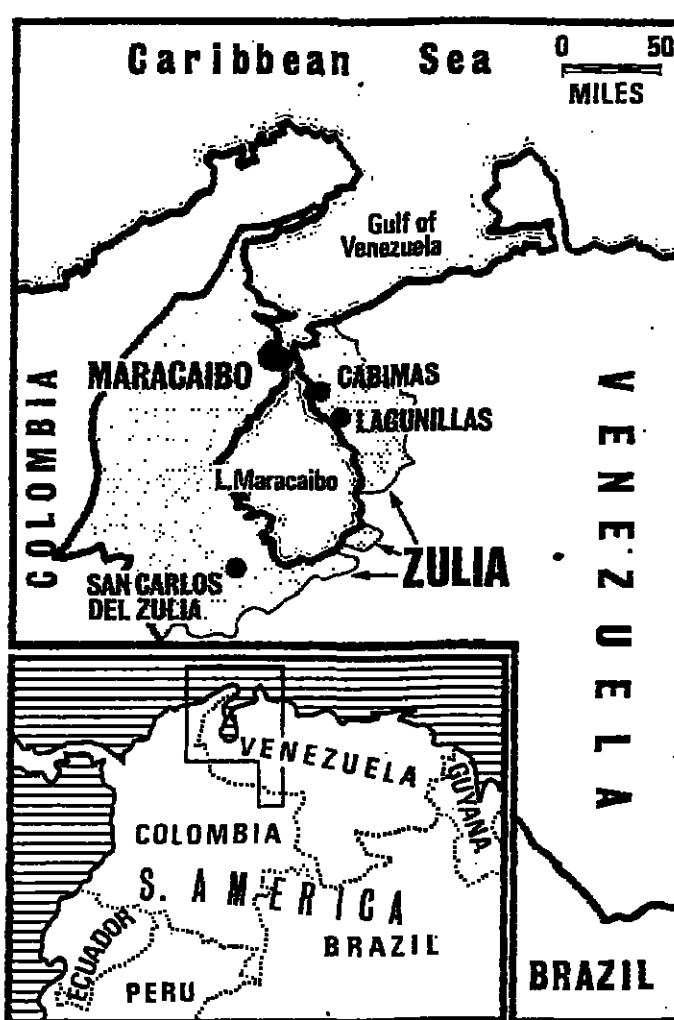 Caribbean Sea
0 50
MILES
Gulf of
Venezuela
MARACAIBO
CABIMAS
LAGUNILLAS
L.Maracaibo
COLOMBIA
VENEZUELA
ZULIA
SAN CARLOS
DEL ZULIA
VENEZUELA
GUYANA
COLOMBIA
S. AMERICA
ECUADOR
BRAZIL
PERU
BRAZIL